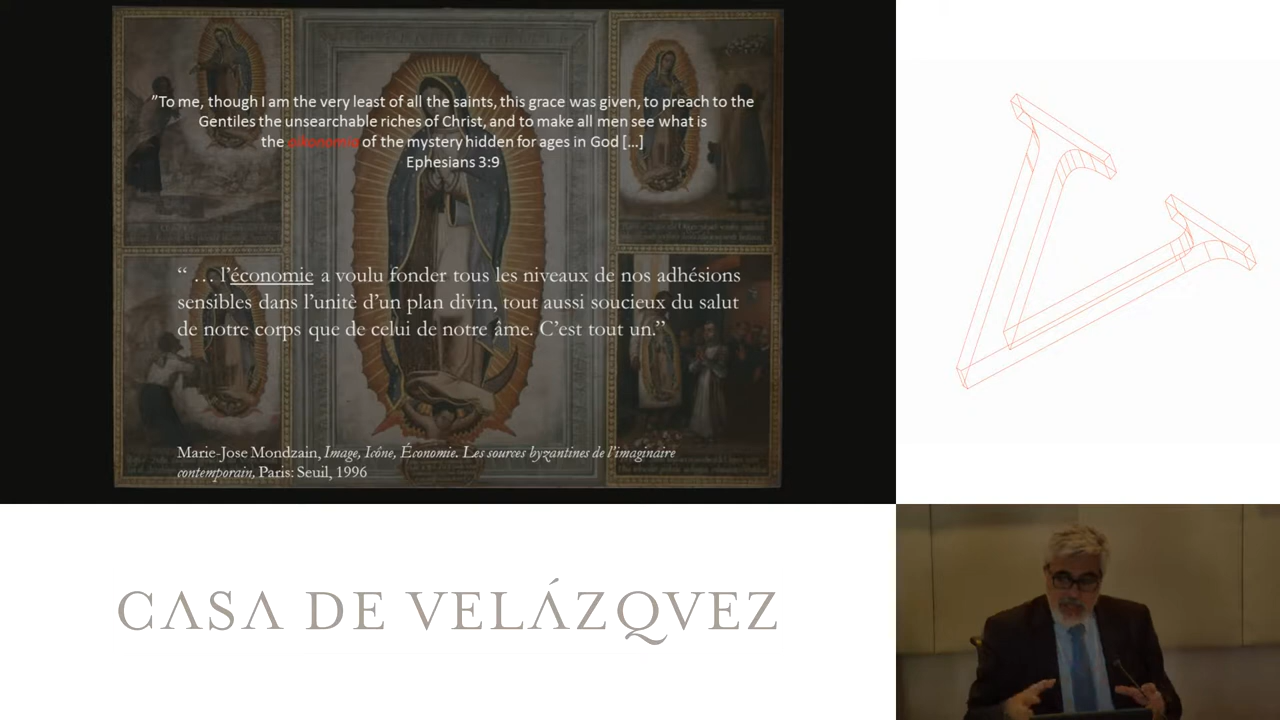 ”To me, though I am the very least of all the saints, this grace was given, to preach to the
Gentiles the unsearchable riches of Christ, and to make all men see what is
the oikonomia of the mystery hidden for ages in God [...]
Ephesians 3:9
“ … l’économie a voulu fonder tous les niveaux de nos adhésions
sensibles dans l’unitè d’un plan divin, tout aussi soucieux du salut
de notre corps que de celui de notre âme. C’est tout un.”
Marie-Jose Mondzain, Image, Icône, Économie. Les sources byzantines de l’imaginaire
contemporain, Paris: Seuil, 1996
CASA DE VELÁZQVEZ